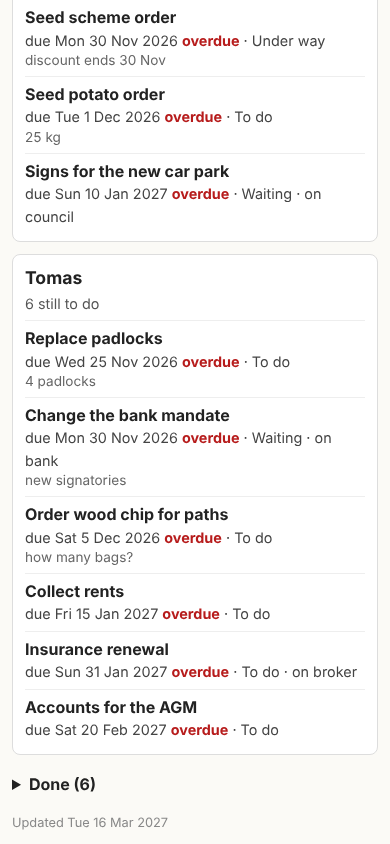 Seed scheme order
due Mon 30 Nov 2026 overdue · Under way
discount ends 30 Nov
Seed potato order
due Tue 1 Dec 2026 overdue · To do
25 kg
Signs for the new car park
due Sun 10 Jan 2027 overdue · Waiting · on
council
Tomas
6 still to do
Replace padlocks
due Wed 25 Nov 2026 overdue · To do
4 padlocks
Change the bank mandate
due Mon 30 Nov 2026 overdue · Waiting · on
bank
new signatories
Order wood chip for paths
due Sat 5 Dec 2026 overdue · To do
how many bags?
Collect rents
due Fri 15 Jan 2027 overdue · To do
Insurance renewal
due Sun 31 Jan 2027 overdue · To do · on broker
Accounts for the AGM
due Sat 20 Feb 2027 overdue · To do
Done (6)
Updated Tue 16 Mar 2027